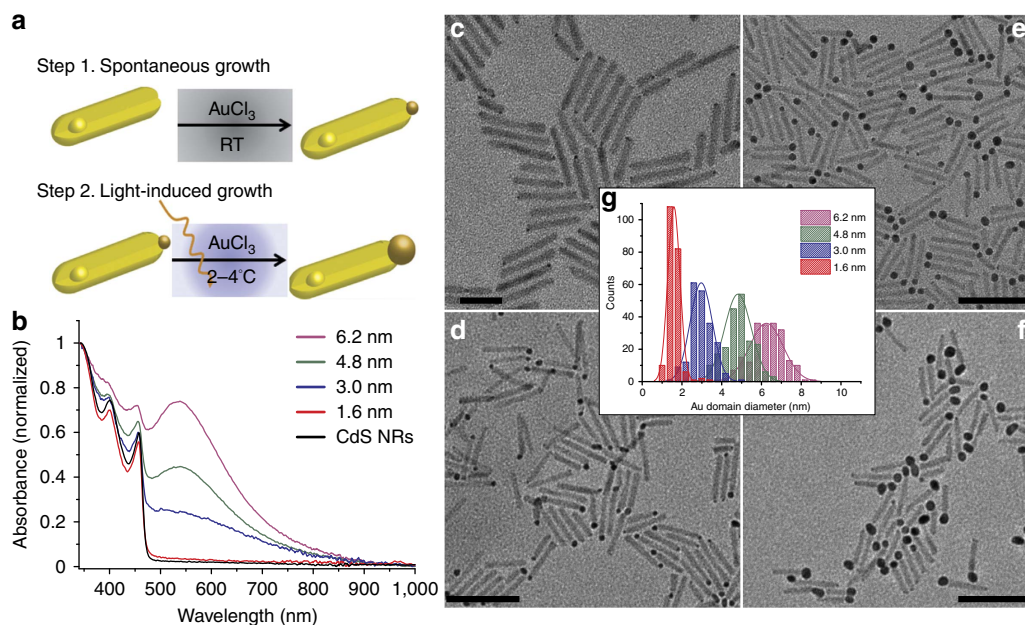 a
Step 1. Spontaneous growth
AuCl3
RT
Step 2. Light-induced growth
AuCl3
2–4°C
b
Absorbance (normalized)
1
0.8
0.6
0.4
0.2
0
6.2 nm
4.8 nm
3.0 nm
1.6 nm
CdS NRs
400 500 600 700 800 900 1,000
Wavelength (nm)
c
e
g
Counts
100
80
60
40
20
0
6.2 nm
4.8 nm
3.0 nm
1.6 nm
0 2 4 6 8 10
Au domain diameter (nm)
d
f